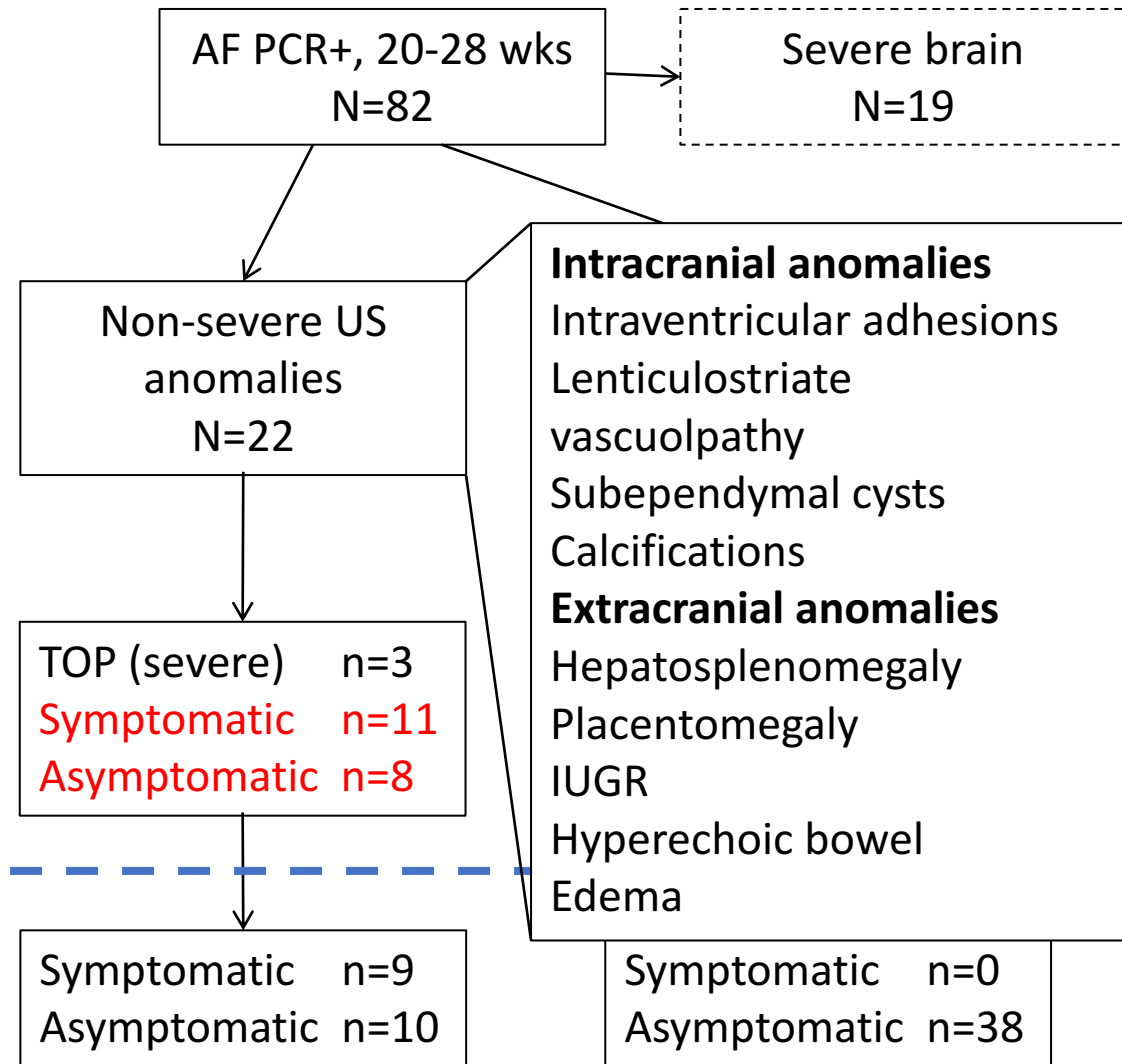 AF PCR+, 20-28 wks
N=82
Severe brain
N=19
Non-severe US
anomalies
N=22
Intracranial anomalies
Intraventricular adhesions
Lenticulostriate
vascuolpathy
Subependymal cysts
Calcifications
Extracranial anomalies
Hepatosplenomegaly
Placentomegaly
IUGR
Hyperechoic bowel
Edema
TOP (severe) n=3
Symptomatic n=11
Asymptomatic n=8
Symptomatic n=9
Asymptomatic n=10
Symptomatic n=0
Asymptomatic n=38